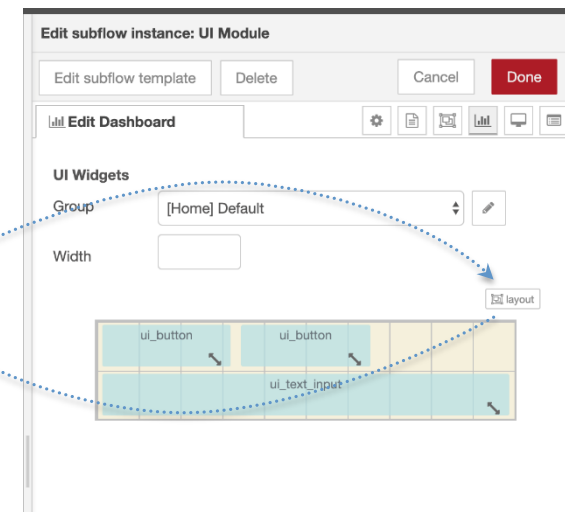 Edit subflow instance: UI Module
Edit subflow template Delete Cancel Done
Edit Dashboard
UI Widgets
Group [Home] Default
Width
layout
ui_button ui_button
ui_text_input